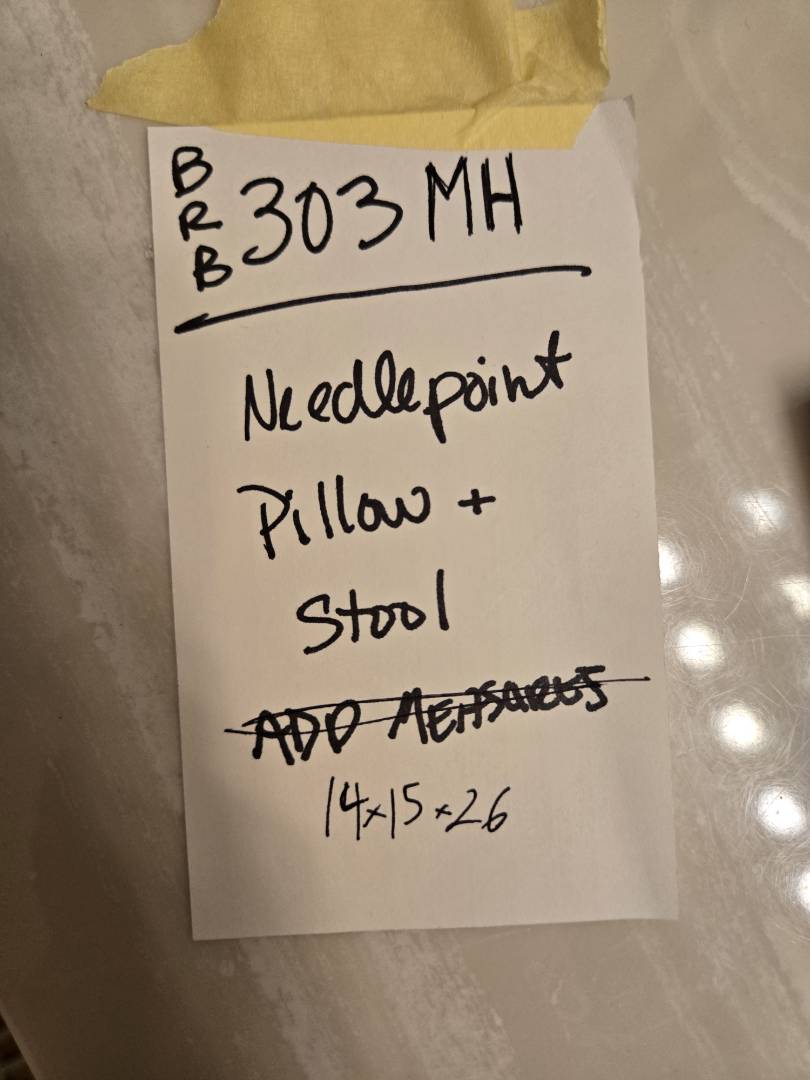 BRB 303 MH
Needlepoint
Pillow +
Stool
ADD MEASURES
14x15x26